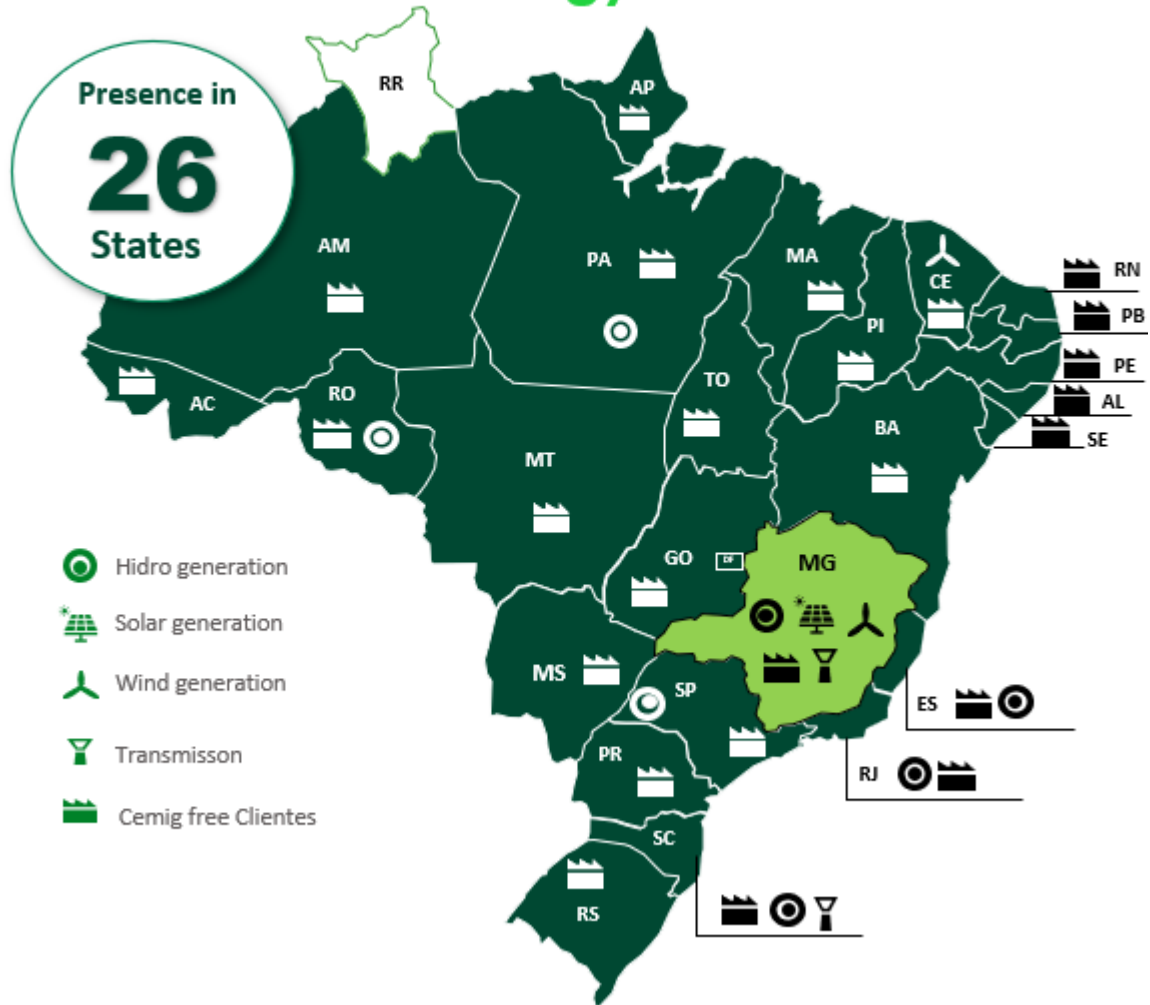 Presence in
26
States
RR
AP
AM
PA
MA
CE
RN
PB
PI
PE
TO
AL
AC
RO
BA
SE
MT
Hidro generation
GO
DF
MG
Solar generation
MS
Wind generation
SP
ES
PR
Transmisson
RJ
Cemig free Clientes
SC
RS